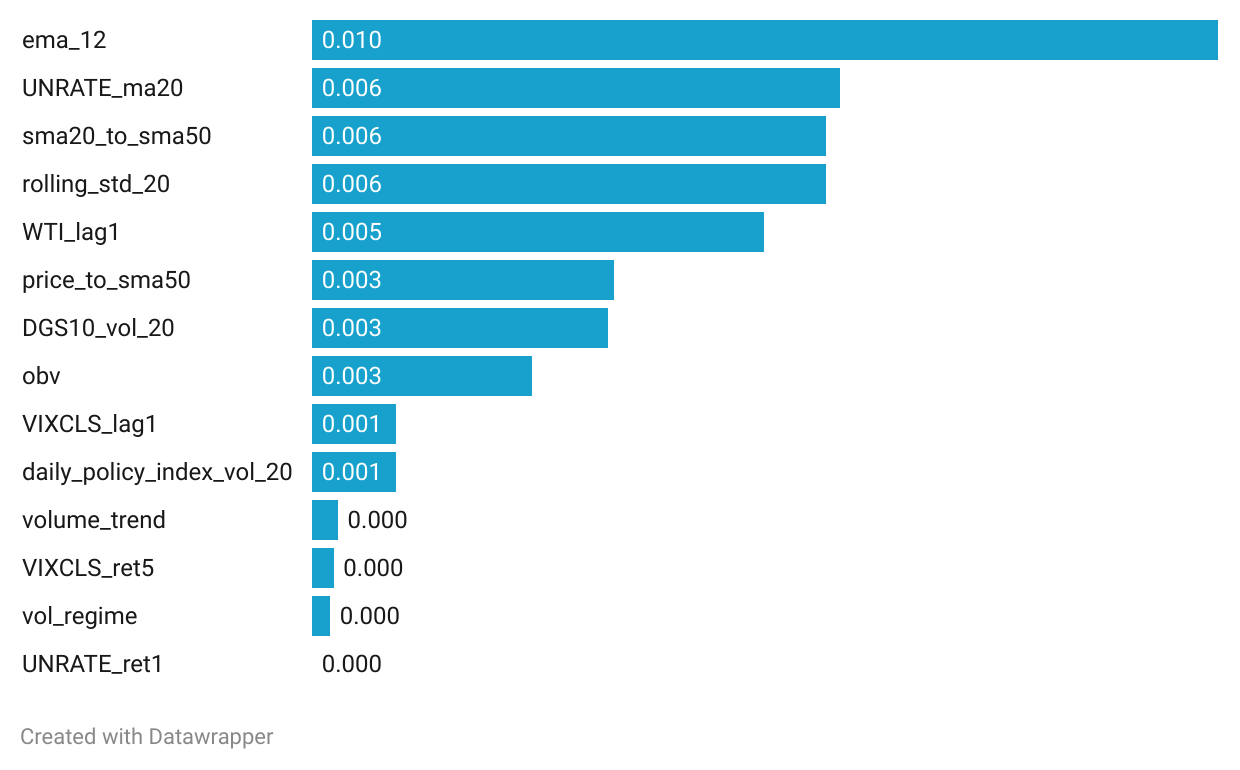 ema_12 0.010
UNRATE_ma20 0.006
sma20_to_sma50 0.006
rolling_std_20 0.006
WTI_lag1 0.005
price_to_sma50 0.003
DGS10_vol_20 0.003
obv 0.003
VIXCLS_lag1 0.001
daily_policy_index_vol_20 0.001
volume_trend 0.000
VIXCLS_ret5 0.000
vol_regime 0.000
UNRATE_ret1 0.000
Created with Datawrapper